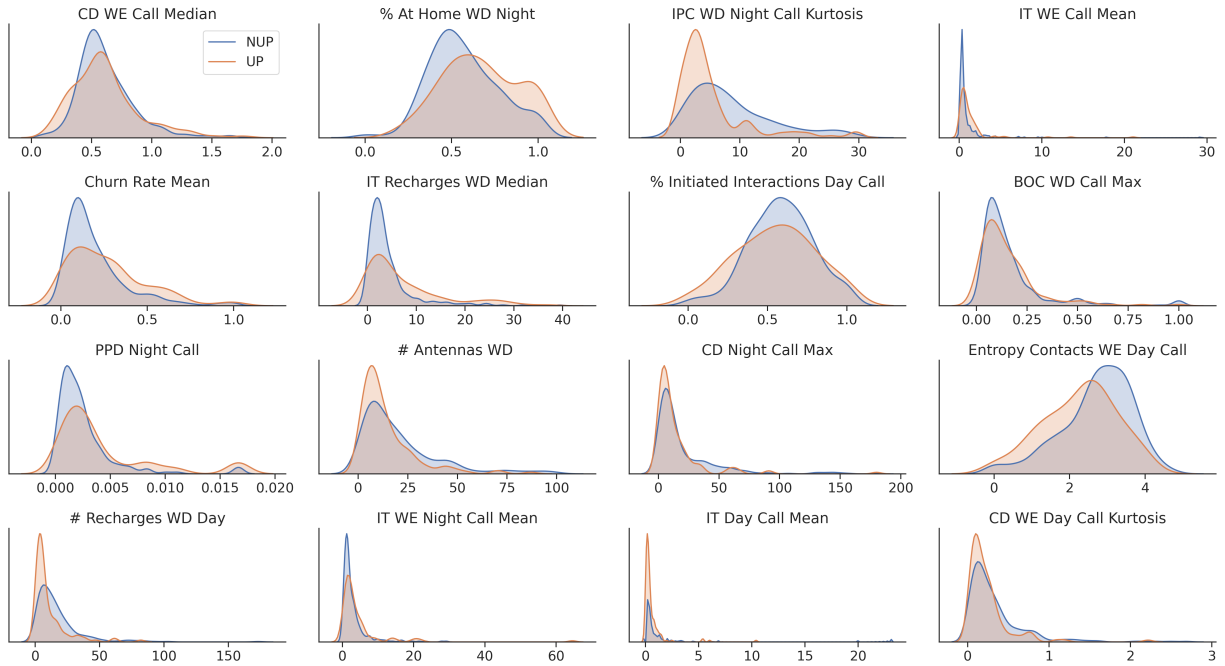 CD WE Call Median
% At Home WD Night
IPC WD Night Call Kurtosis
IT WE Call Mean
NUP
UP
0.0 0.5 1.0 1.5 2.0
0.0 0.5 1.0
0 10 20 30
0 10 20 30
Churn Rate Mean
IT Recharges WD Median
% Initiated Interactions Day Call
BOC WD Call Max
0.0 0.5 1.0
0 10 20 30 40
0.0 0.5 1.0
0.00 0.25 0.50 0.75 1.00
PPD Night Call
# Antennas WD
CD Night Call Max
Entropy Contacts WE Day Call
0.000 0.005 0.010 0.015 0.020
0 25 50 75 100
0 50 100 150 200
0 2 4
# Recharges WD Day
IT WE Night Call Mean
IT Day Call Mean
CD WE Day Call Kurtosis
0 50 100 150
0 20 40 60
0 5 10 15 20
0 1 2 3